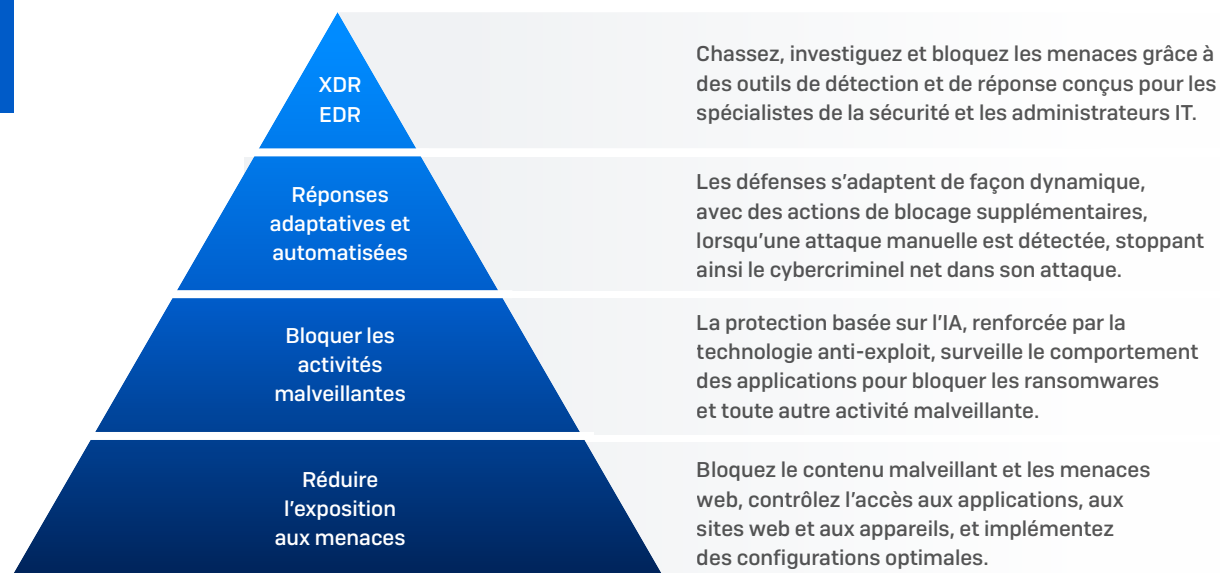 XDR
EDR
Chassez, investiguez et bloquez les menaces grâce à
des outils de détection et de réponse conçus pour les
spécialistes de la sécurité et les administrateurs IT.
Réponses
adaptatives et
automatisées
Les défenses s’adaptent de façon dynamique,
avec des actions de blocage supplémentaires,
lorsqu’une attaque manuelle est détectée, stoppant
ainsi le cybercriminel net dans son attaque.
Bloquer les
activités
malveillantes
La protection basée sur l’IA, renforcée par la
technologie anti-exploit, surveille le comportement
des applications pour bloquer les ransomwares
et toute autre activité malveillante.
Réduire
l’exposition
aux menaces
Bloquez le contenu malveillant et les menaces
web, contrôlez l’accès aux applications, aux
sites web et aux appareils, et implémentez
des configurations optimales.